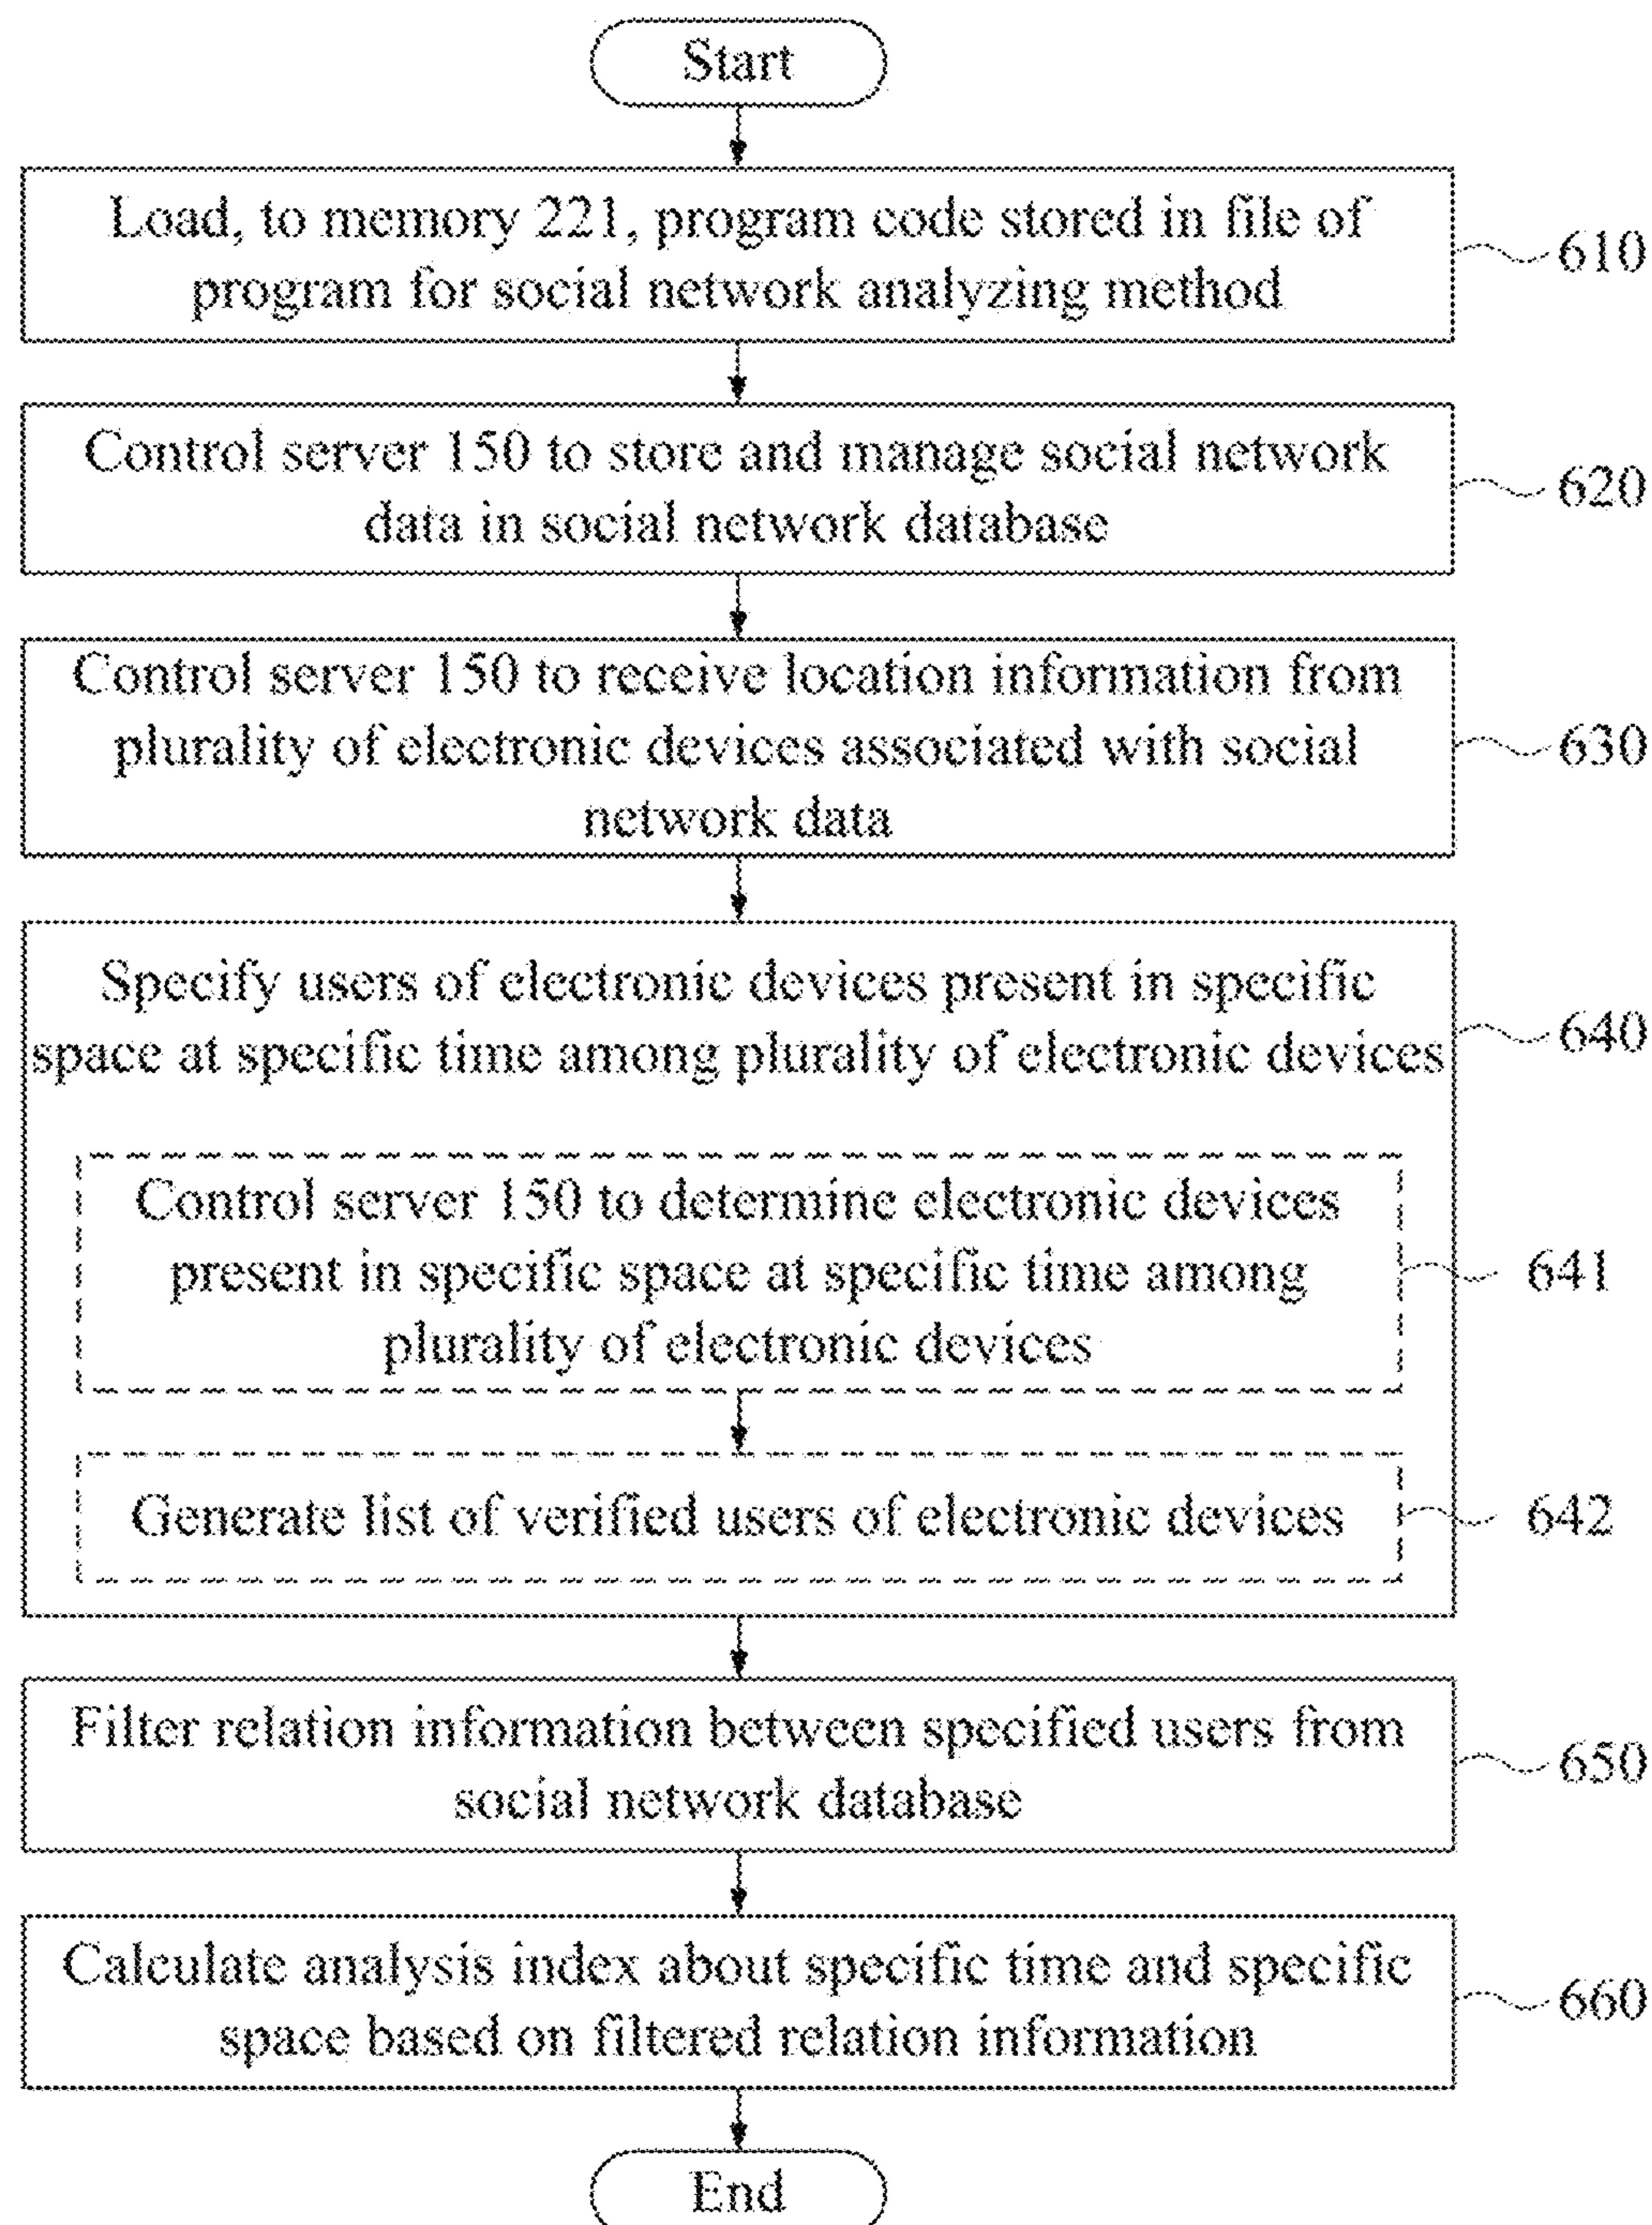 Start
Load, to memory 221, program code stored in file of
program for social network analyzing method
610
Control server 150 to store and manage social network
data in social network database
620
Control server 150 to receive location information from
plurality of electronic devices associated with social
network data
630
Specify users of electronic devices present in specific
space at specific time among plurality of electronic devices
640
Control server 150 to determine electronic devices
present in specific space at specific time among
plurality of electronic devices
641
Generate list of verified users of electronic devices
642
Filter relation information between specified users from
social network database
650
Calculate analysis index about specific time and specific
space based on filtered relation information
660
End